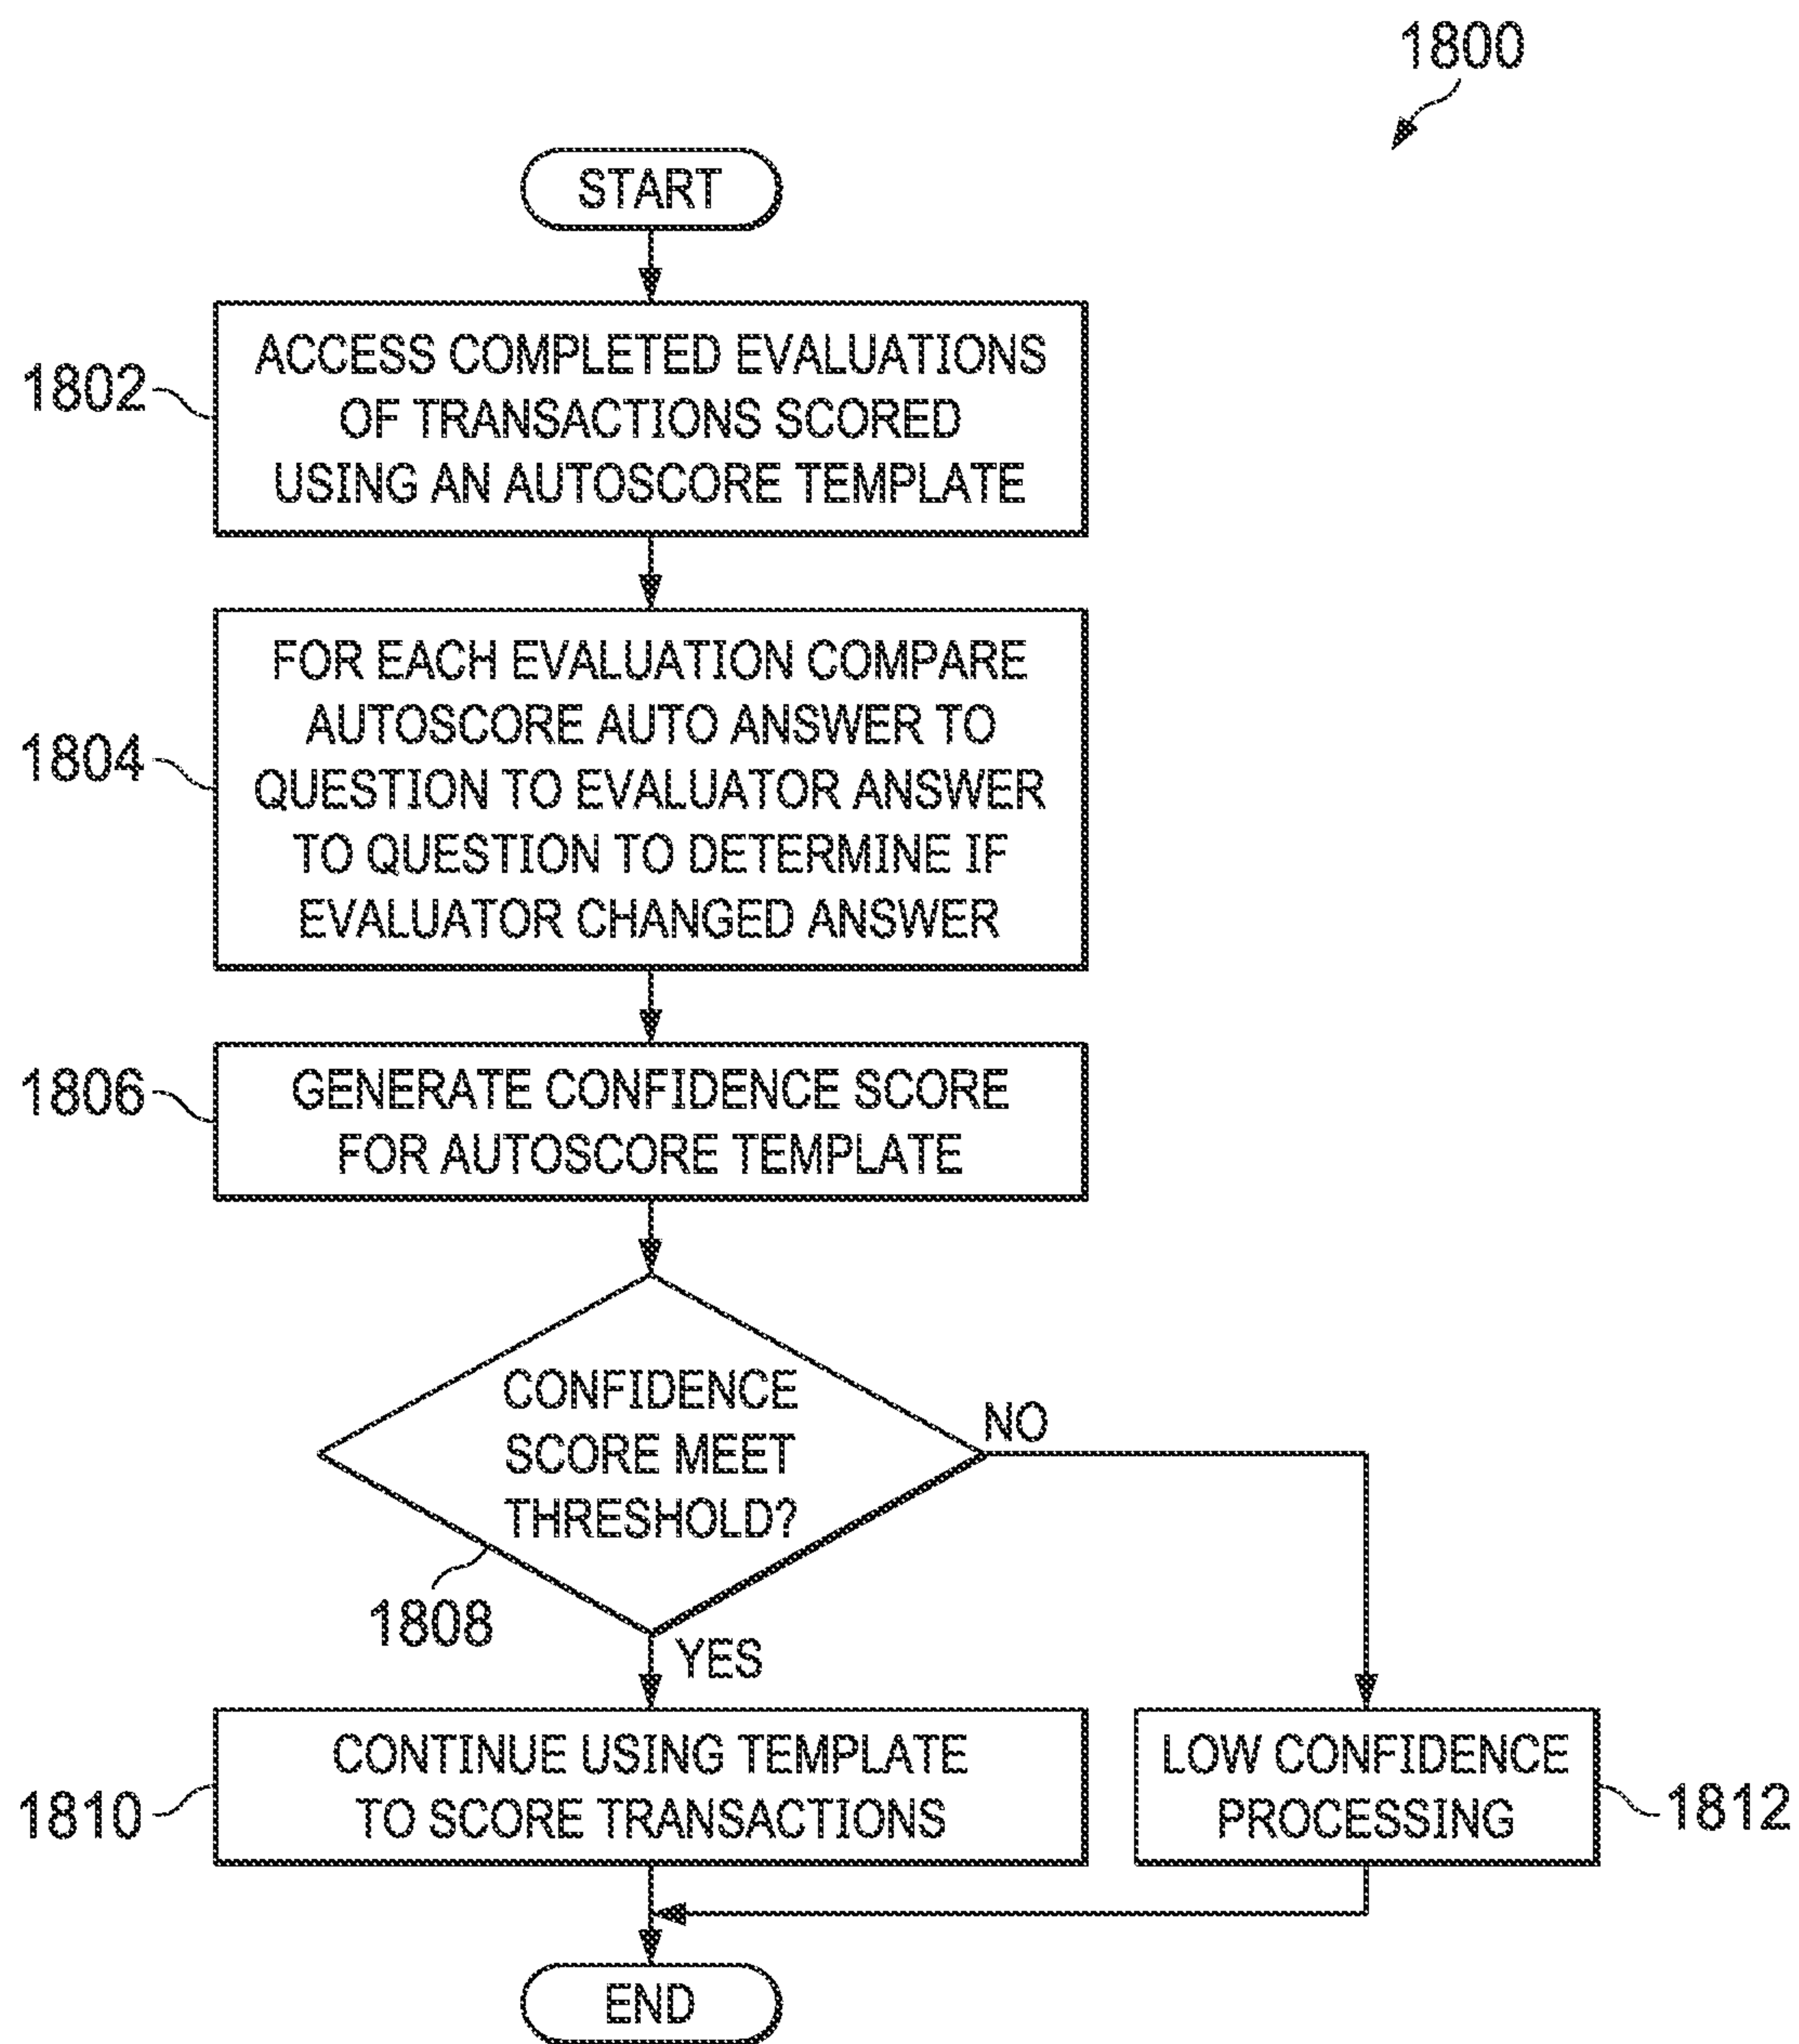 1800
START
1802
ACCESS COMPLETED EVALUATIONS
OF TRANSACTIONS SCORED
USING AN AUTOSCORE TEMPLATE
1804
FOR EACH EVALUATION COMPARE
AUTOSCORE AUTO ANSWER TO
QUESTION TO EVALUATOR ANSWER
TO QUESTION TO DETERMINE IF
EVALUATOR CHANGED ANSWER
1806
GENERATE CONFIDENCE SCORE
FOR AUTOSCORE TEMPLATE
CONFIDENCE
SCORE MEET
THRESHOLD?
NO
1808
YES
1810
CONTINUE USING TEMPLATE
TO SCORE TRANSACTIONS
LOW CONFIDENCE
PROCESSING
1812
END